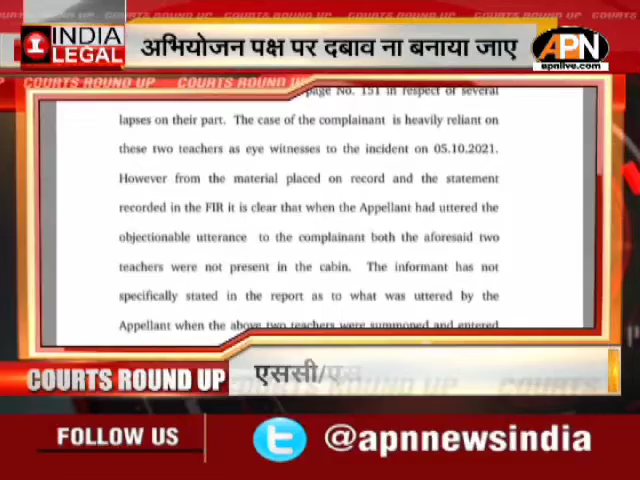 INDIA
LEGAL
अभियोजन पक्ष पर दबाव ना बनाया जाए
APN
apnlive.com
COURTS ROUND UP COURTS ROUND UP
page No. 151 in respect of several
lapses on their part. The case of the complainant is heavily reliant on
these two teachers as eye witnesses to the incident on 05.10.2021.
However from the material placed on record and the statement
recorded in the FIR it is clear that when the Appellant had uttered the
objectionable utterance to the complainant both the aforesaid two
teachers were not present in the cabin. The informant has not
specifically stated in the report as to what was uttered by the
Appellant when the above two teachers were summoned and entered
COURTS ROUND UP
एससी/एस
FOLLOW US
@apnnewsindia